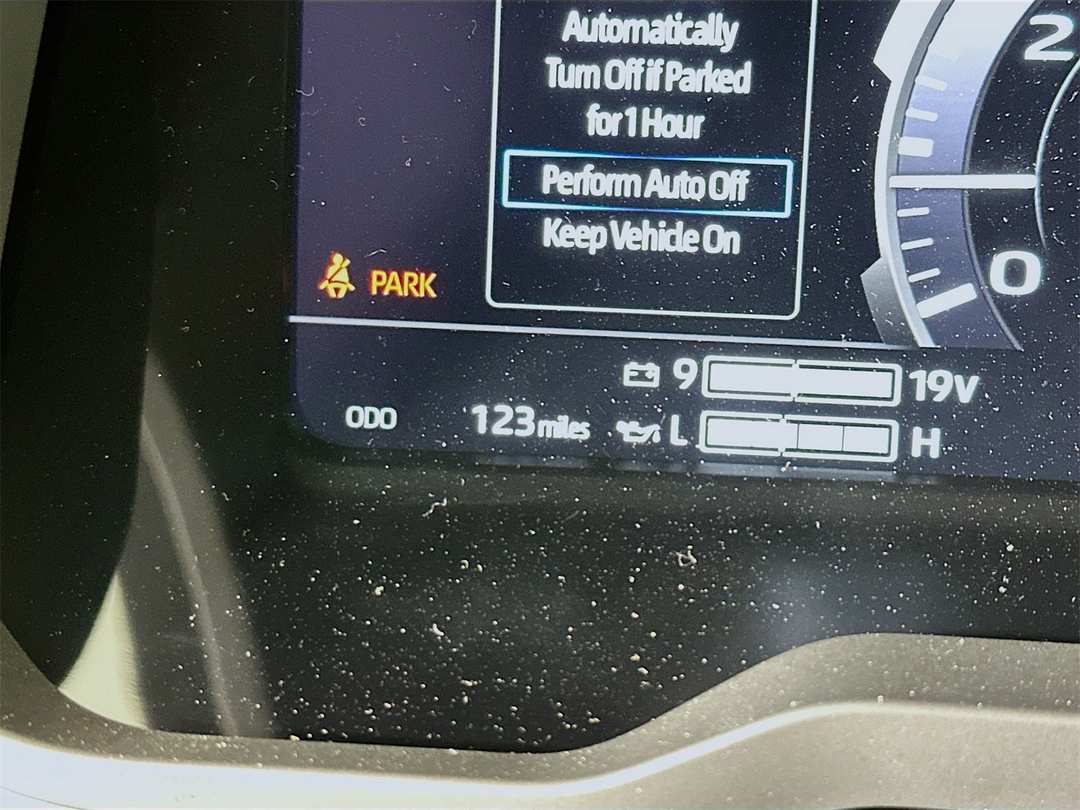 Automatically
Turn Off if Parked
for 1 Hour
Perform Auto Off
Keep Vehicle On
2
0
PARK
9 19V
ODO 123 miles L H